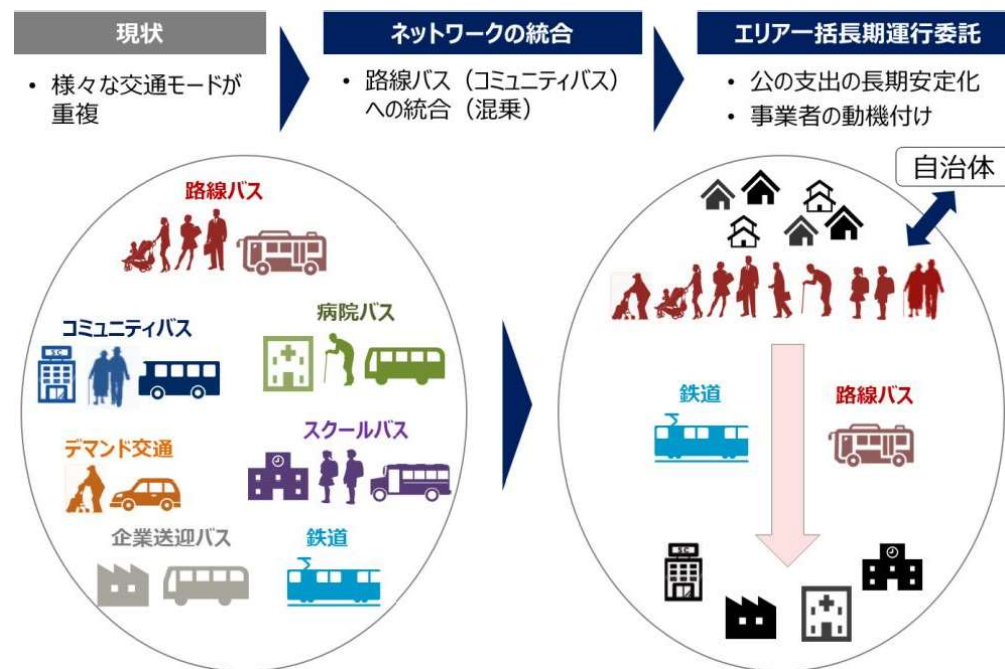 現状
ネットワークの統合
エリア一括長期運行委託
• 様々な交通モードが
重複
• 路線バス（コミュニティバス）
への統合（混乗）
• 公の支出の長期安定化
• 事業者の動機付け
自治体
路線バス
コミュニティバス
病院バス
デマンド交通
スクールバス
企業送迎バス
鉄道
鉄道
路線バス
SC
SC